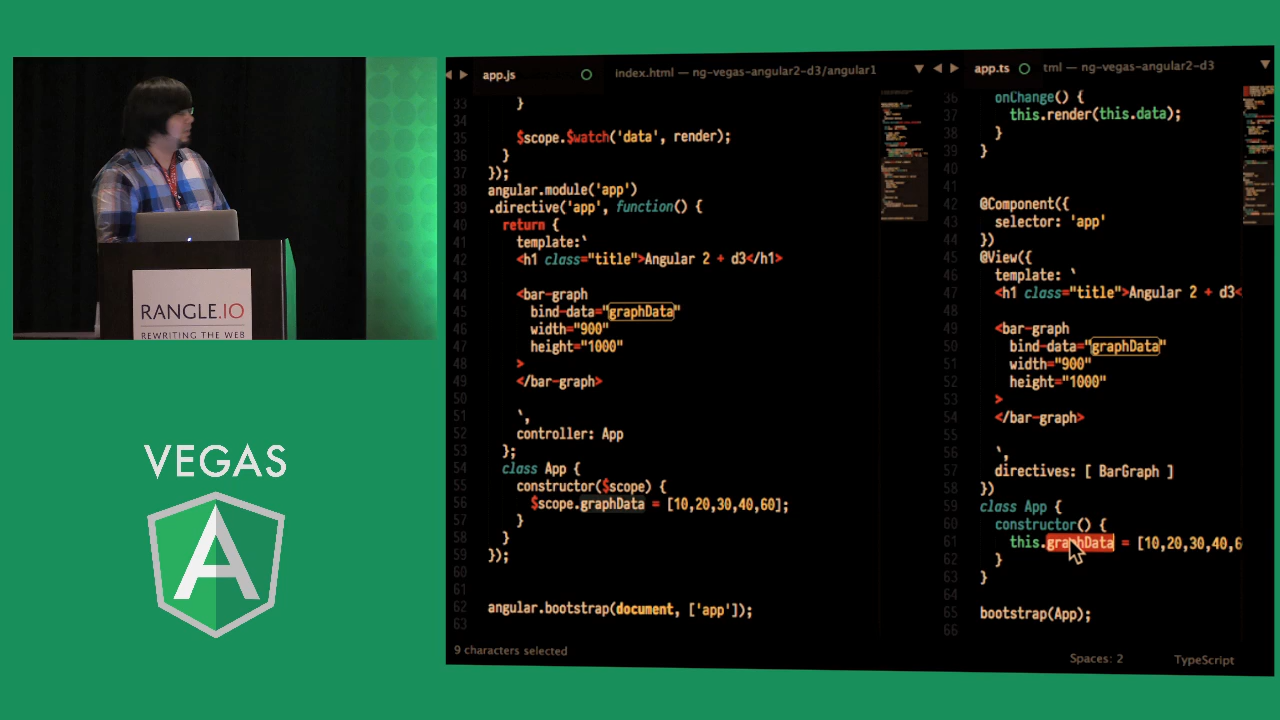 RANGLE.IO
REWRITING THE WEB
VEGAS
A
app.js
index.html — ng-vegas-angular2-d3/angular1
33 }
34
35 $scope.$watch('data', render);
36 }
37 });
38 angular.module('app')
39 .directive('app', function() {
40 return {
41 template:`
42 <h1 class="title">Angular 2 + d3</h1>
43
44 <bar-graph
45 bind-data="graphData"
46 width="900"
47 height="1000"
48 >
49 </bar-graph>
50
51 `,
52 controller: App
53 };
54 class App {
55 constructor($scope) {
56 $scope.graphData = [10,20,30,40,60];
57 }
58 }
59 });
60
61
62 angular.bootstrap(document, ['app']);
63
9 characters selected
app.ts
tml — ng-vegas-angular2-d3
36 onChange() {
37 this.render(this.data);
38 }
39 }
40
41
42 @Component({
43 selector: 'app'
44 })
45 @View({
46 template: `
47 <h1 class="title">Angular 2 + d3<
48
49 <bar-graph
50 bind-data="graphData"
51 width="900"
52 height="1000"
53 >
54 </bar-graph>
55
56 `,
57 directives: [ BarGraph ]
58 })
59 class App {
60 constructor() {
61 this.graphData = [10,20,30,40,6
62 }
63 }
64
65 bootstrap(App);
66
Spaces: 2
TypeScript